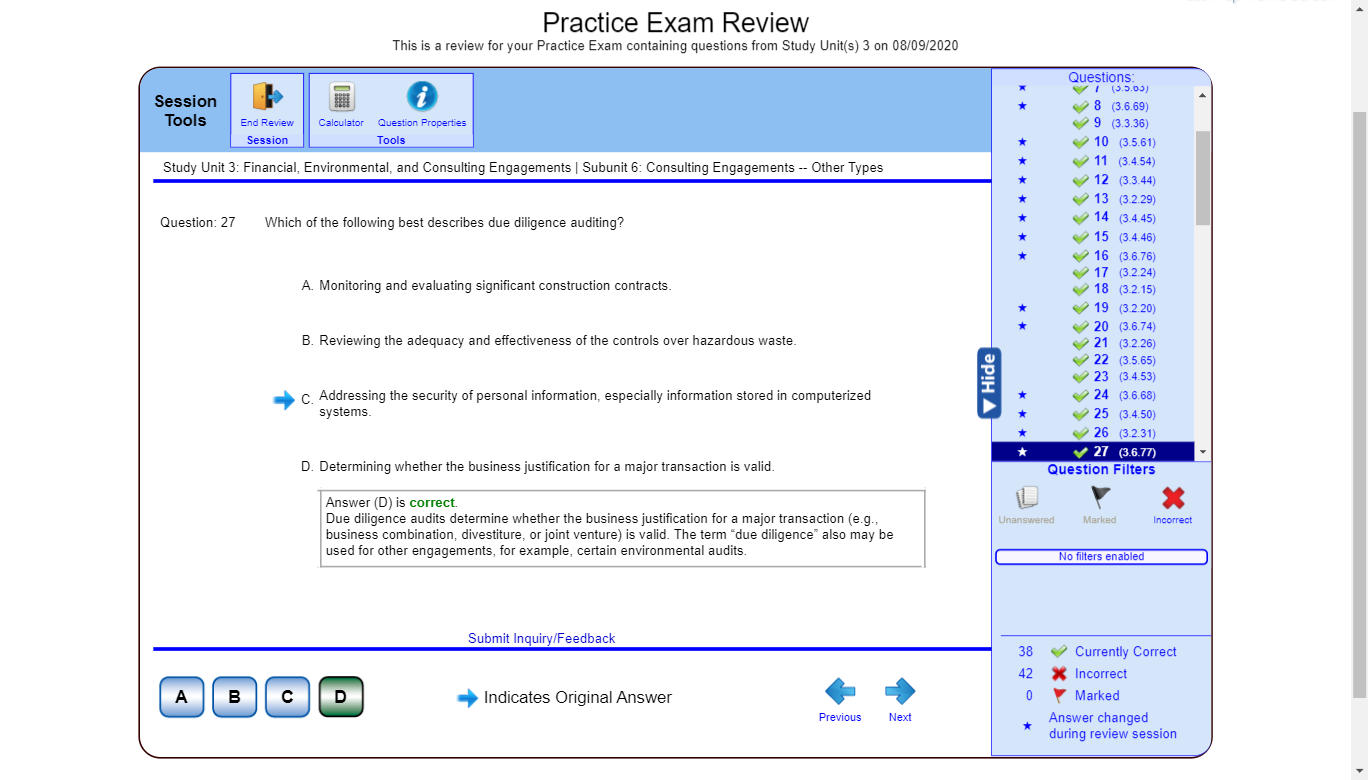 Practice Exam Review
This is a review for your Practice Exam containing questions from Study Unit(s) 3 on 08/09/2020
Session
Tools
End Review
Session
Calculator
Question Properties
Tools
Study Unit 3: Financial, Environmental, and Consulting Engagements | Subunit 6: Consulting Engagements -- Other Types
Question: 27
Which of the following best describes due diligence auditing?
A. Monitoring and evaluating significant construction contracts.
B. Reviewing the adequacy and effectiveness of the controls over hazardous waste.
C. Addressing the security of personal information, especially information stored in computerized
systems.
D. Determining whether the business justification for a major transaction is valid.
Answer (D) is correct.
Due diligence audits determine whether the business justification for a major transaction (e.g.,
business combination, divestiture, or joint venture) is valid. The term “due diligence” also may be
used for other engagements, for example, certain environmental audits.
Submit Inquiry/Feedback
A
B
C
D
Indicates Original Answer
Previous
Next
Hide
Questions:
7 (3.5.63)
8 (3.6.69)
9 (3.3.36)
10 (3.5.61)
11 (3.4.54)
12 (3.3.44)
13 (3.2.29)
14 (3.4.45)
15 (3.4.46)
16 (3.6.76)
17 (3.2.24)
18 (3.2.15)
19 (3.2.20)
20 (3.6.74)
21 (3.2.26)
22 (3.5.65)
23 (3.4.53)
24 (3.6.68)
25 (3.4.50)
26 (3.2.31)
27 (3.6.77)
Question Filters
Unanswered
Marked
Incorrect
No filters enabled
38 Currently Correct
42 Incorrect
0 Marked
Answer changed
during review session